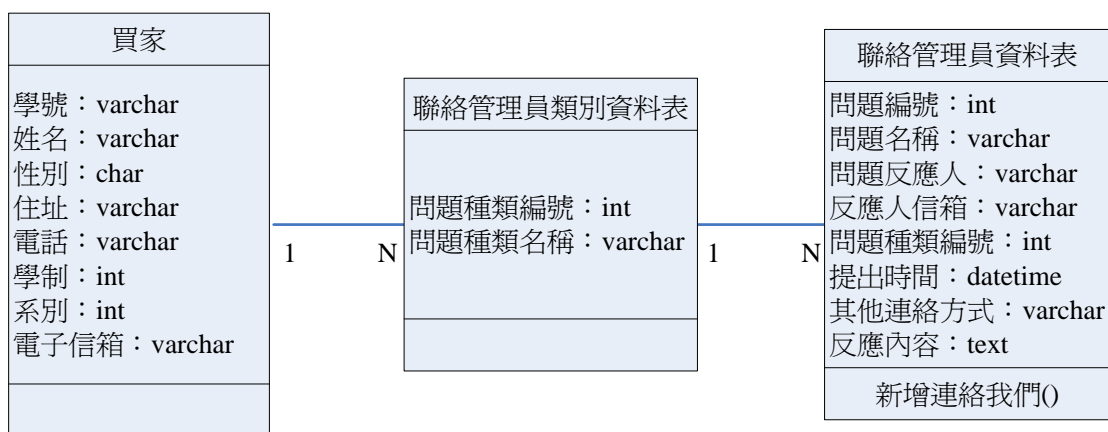 買家
學號：varchar
姓名：varchar
性別：char
住址：varchar
電話：varchar
學制：int
系別：int
電子信箱：varchar
1
N
聯絡管理員類別資料表
問題種類編號：int
問題種類名稱：varchar
1
N
聯絡管理員資料表
問題編號：int
問題名稱：varchar
問題反應人：varchar
反應人信箱：varchar
問題種類編號：int
提出時間：datetime
其他連絡方式：varchar
反應內容：text
新增連絡我們()